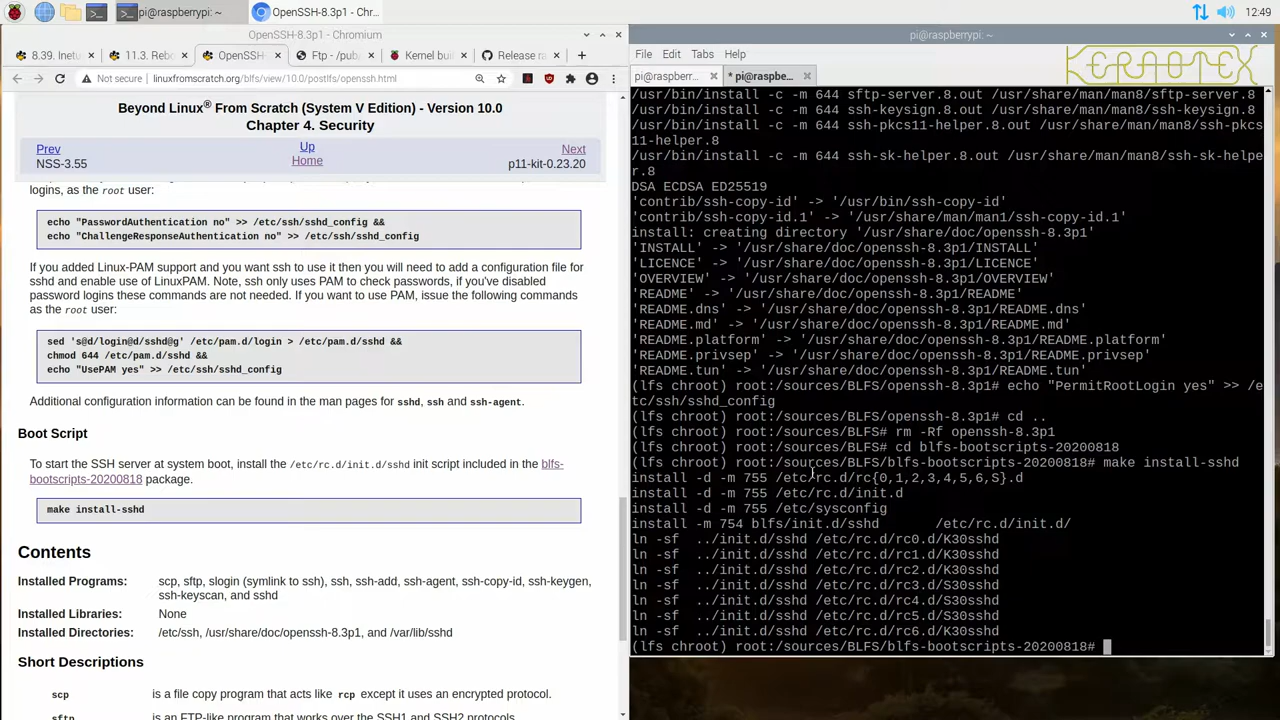 pi@raspberrypi: ~
OpenSSH-8.3p1 - Chr...
12:49
OpenSSH-8.3p1 - Chromium
8.39. Inetu
11.3. Rebo
OpenSSH-
Ftp - /pub/
Kernel buil
Release ra
Not secure
linuxfromscratch.org/blfs/view/10.0/postlfs/openssh.html
Beyond Linux® From Scratch (System V Edition) - Version 10.0
Chapter 4. Security
Prev
Up
Next
NSS-3.55
Home
p11-kit-0.23.20
logins, as the root user:
echo "PasswordAuthentication no" >> /etc/ssh/sshd_config &&
echo "ChallengeResponseAuthentication no" >> /etc/ssh/sshd_config
If you added Linux-PAM support and you want ssh to use it then you will need to add a configuration file for
sshd and enable use of LinuxPAM. Note, ssh only uses PAM to check passwords, if you've disabled
password logins these commands are not needed. If you want to use PAM, issue the following commands
as the root user:
sed 's@d/login@d/sshd@g' /etc/pam.d/login > /etc/pam.d/sshd &&
chmod 644 /etc/pam.d/sshd &&
echo "UsePAM yes" >> /etc/ssh/sshd_config
Additional configuration information can be found in the man pages for sshd, ssh and ssh-agent.
Boot Script
To start the SSH server at system boot, install the /etc/rc.d/init.d/sshd init script included in the blfs-
bootscripts-20200818 package.
make install-sshd
Contents
Installed Programs: scp, sftp, slogin (symlink to ssh), ssh, ssh-add, ssh-agent, ssh-copy-id, ssh-keygen,
ssh-keyscan, and sshd
Installed Libraries: None
Installed Directories: /etc/ssh, /usr/share/doc/openssh-8.3p1, and /var/lib/sshd
Short Descriptions
scp is a file copy program that acts like rcp except it uses an encrypted protocol.
sftp is an FTP-like program that works over the SSH1 and SSH2 protocols.
pi@raspberrypi: ~
File Edit Tabs Help
KERAOTEX
pi@raspberr...
* pi@raspbe...
/usr/bin/install -c -m 644 sftp-server.8.out /usr/share/man/man8/sftp-server.8
/usr/bin/install -c -m 644 ssh-keysign.8.out /usr/share/man/man8/ssh-keysign.8
/usr/bin/install -c -m 644 ssh-pkcs11-helper.8.out /usr/share/man/man8/ssh-pkcs
11-helper.8
/usr/bin/install -c -m 644 ssh-sk-helper.8.out /usr/share/man/man8/ssh-sk-helpe
r.8
DSA ECDSA ED25519
'contrib/ssh-copy-id' -> '/usr/bin/ssh-copy-id'
'contrib/ssh-copy-id.1' -> '/usr/share/man/man1/ssh-copy-id.1'
install: creating directory '/usr/share/doc/openssh-8.3p1'
'INSTALL' -> '/usr/share/doc/openssh-8.3p1/INSTALL'
'LICENCE' -> '/usr/share/doc/openssh-8.3p1/LICENCE'
'OVERVIEW' -> '/usr/share/doc/openssh-8.3p1/OVERVIEW'
'README' -> '/usr/share/doc/openssh-8.3p1/README'
'README.dns' -> '/usr/share/doc/openssh-8.3p1/README.dns'
'README.md' -> '/usr/share/doc/openssh-8.3p1/README.md'
'README.platform' -> '/usr/share/doc/openssh-8.3p1/README.platform'
'README.privsep' -> '/usr/share/doc/openssh-8.3p1/README.privsep'
'README.tun' -> '/usr/share/doc/openssh-8.3p1/README.tun'
(lfs chroot) root:/sources/BLFS/openssh-8.3p1# echo "PermitRootLogin yes" >> /e
tc/ssh/sshd_config
(lfs chroot) root:/sources/BLFS/openssh-8.3p1# cd ..
(lfs chroot) root:/sources/BLFS# rm -Rf openssh-8.3p1
(lfs chroot) root:/sources/BLFS# cd blfs-bootscripts-20200818
(lfs chroot) root:/sources/BLFS/blfs-bootscripts-20200818# make install-sshd
install -d -m 755 /etc/rc.d/rc{0,1,2,3,4,5,6,S}.d
install -d -m 755 /etc/rc.d/init.d
install -d -m 755 /etc/sysconfig
install -m 754 blfs/init.d/sshd /etc/rc.d/init.d/
ln -sf ../init.d/sshd /etc/rc.d/rc0.d/K30sshd
ln -sf ../init.d/sshd /etc/rc.d/rc1.d/K30sshd
ln -sf ../init.d/sshd /etc/rc.d/rc2.d/K30sshd
ln -sf ../init.d/sshd /etc/rc.d/rc3.d/S30sshd
ln -sf ../init.d/sshd /etc/rc.d/rc4.d/S30sshd
ln -sf ../init.d/sshd /etc/rc.d/rc5.d/S30sshd
ln -sf ../init.d/sshd /etc/rc.d/rc6.d/K30sshd
(lfs chroot) root:/sources/BLFS/blfs-bootscripts-20200818#